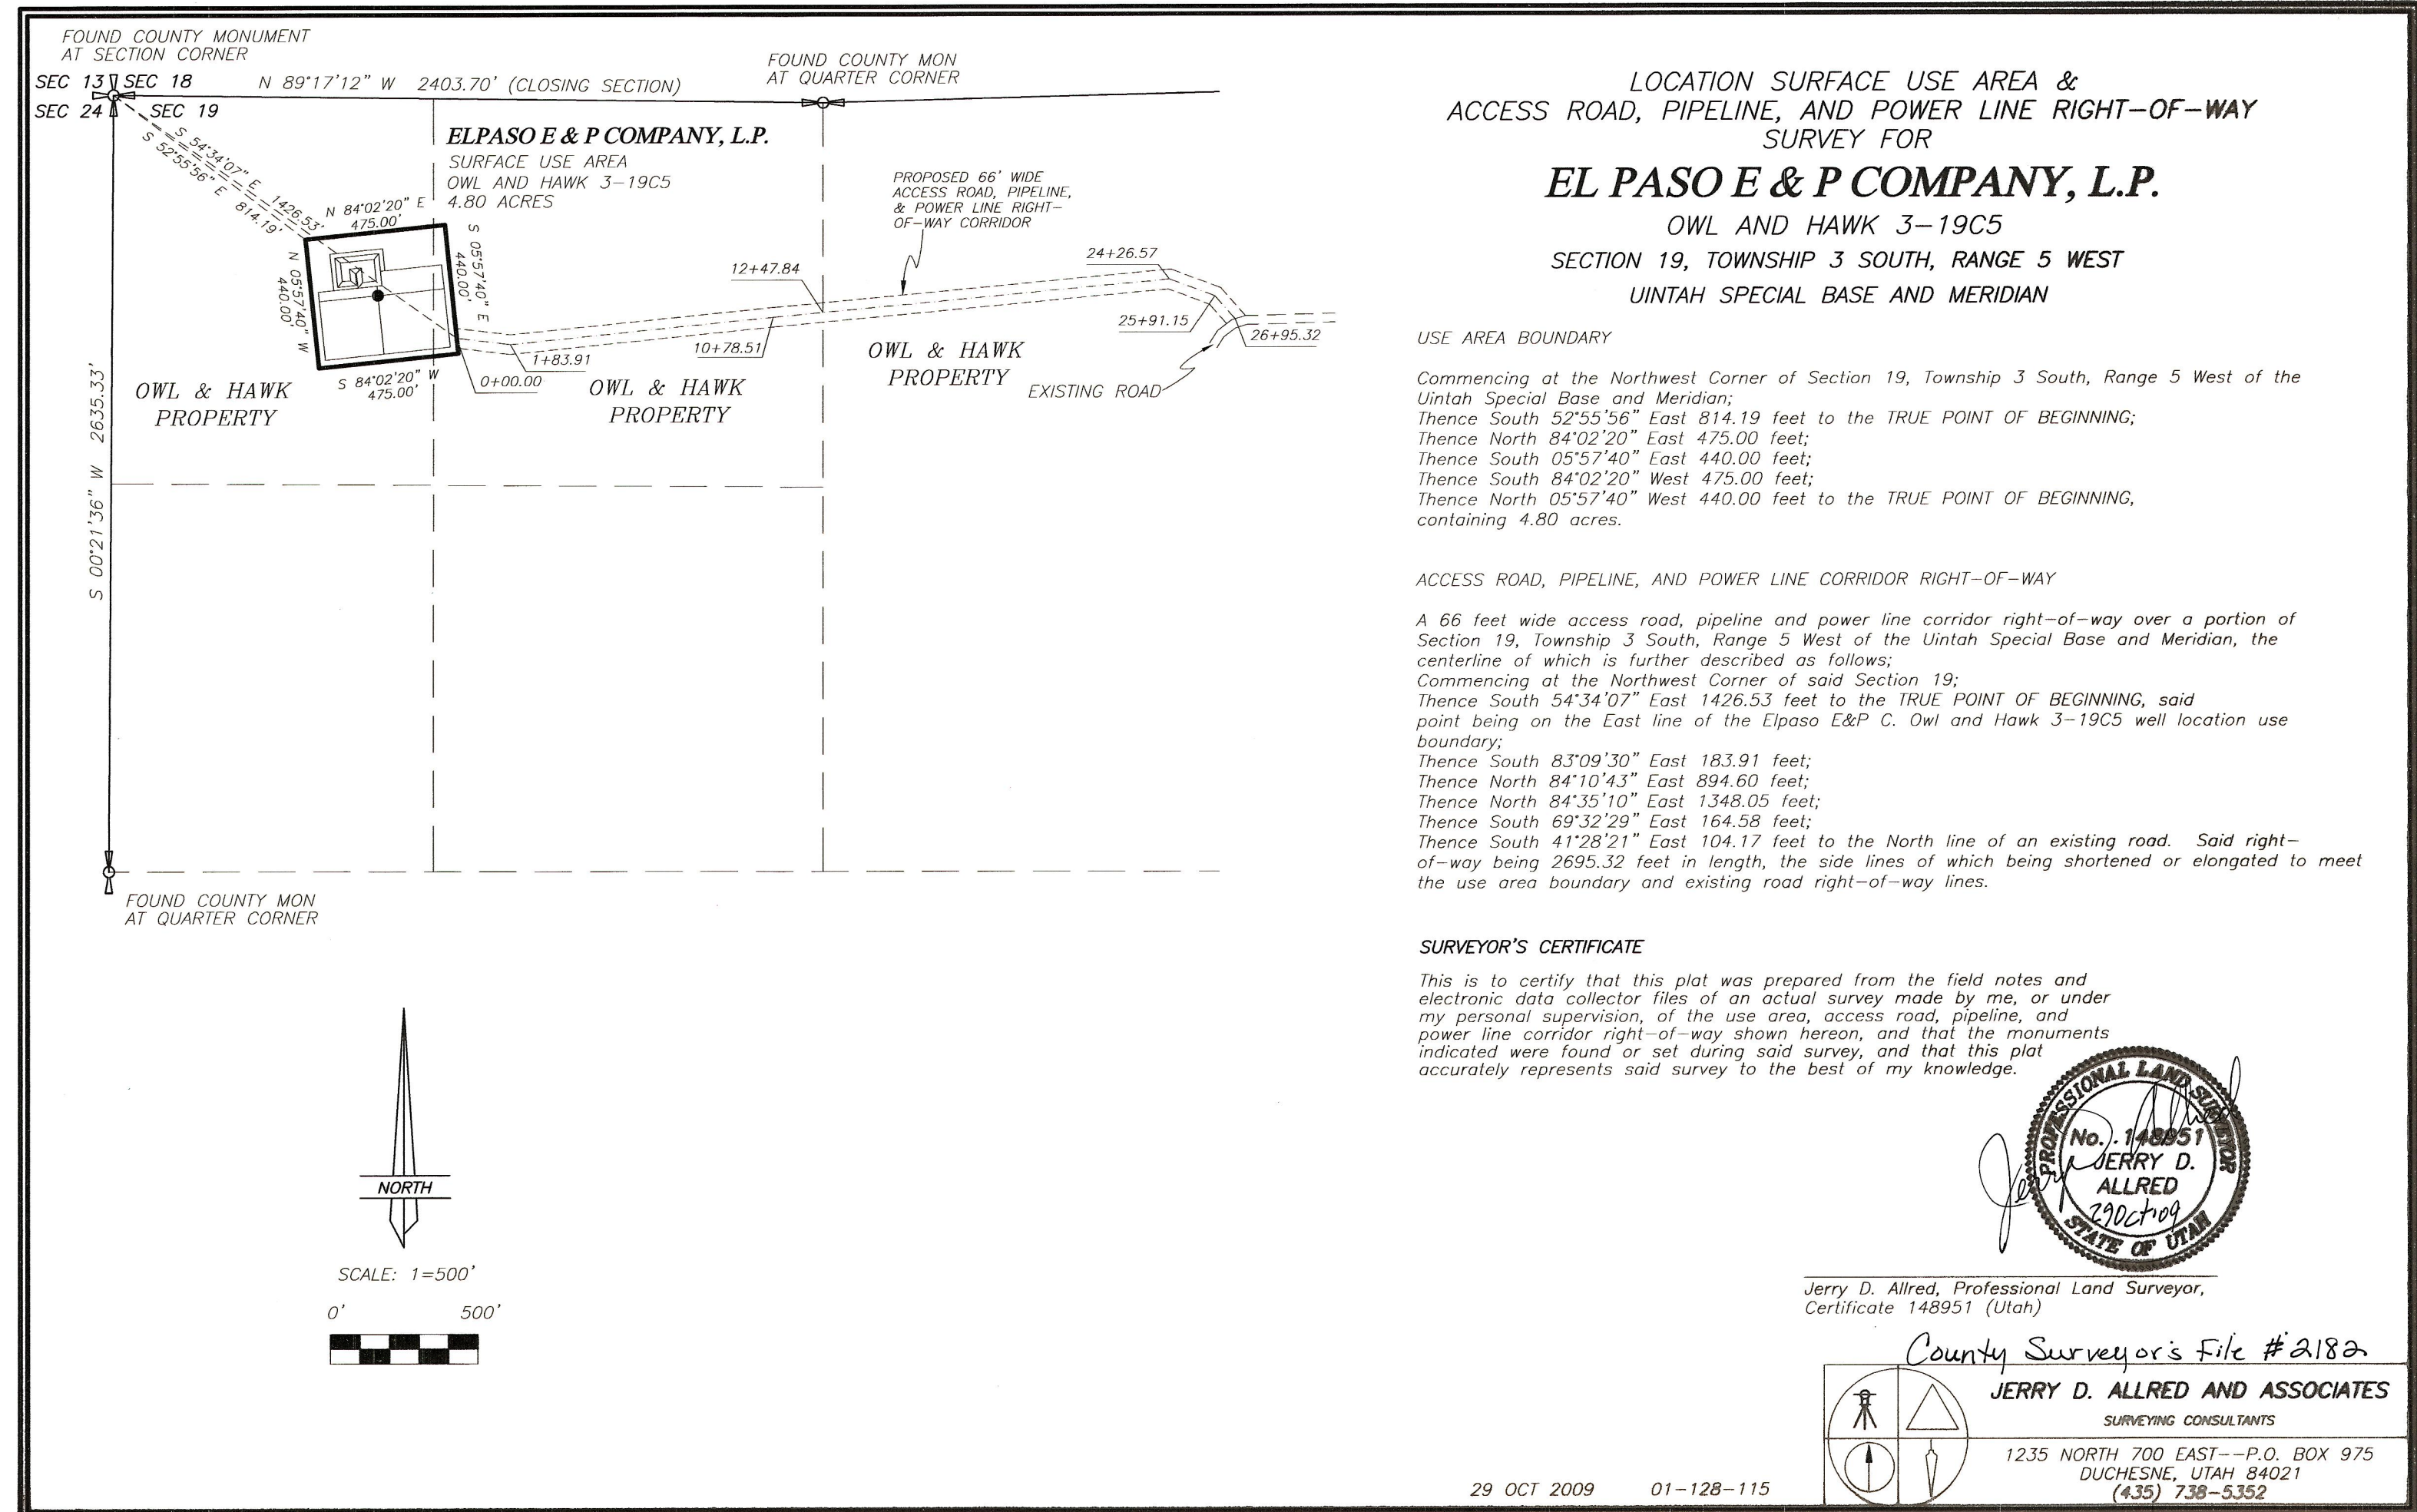 FOUND COUNTY MONUMENT
AT SECTION CORNER
SEC 13 SEC 18
SEC 24 SEC 19
N 89°17'12" W 2403.70' (CLOSING SECTION)
FOUND COUNTY MON
AT QUARTER CORNER
S 54°34'07" E 1426.53'
S 52°55'56" E 814.19'
ELPASO E & P COMPANY, L.P.
SURFACE USE AREA
OWL AND HAWK 3-19C5
4.80 ACRES
N 84°02'20" E
475.00'
S 05°57'40" E
440.00'
N 05°57'40" W
440.00'
S 84°02'20" W
475.00'
PROPOSED 66' WIDE
ACCESS ROAD, PIPELINE,
& POWER LINE RIGHT-
OF-WAY CORRIDOR
12+47.84
24+26.57
25+91.15
26+95.32
10+78.51
1+83.91
0+00.00
OWL & HAWK
PROPERTY
OWL & HAWK
PROPERTY
OWL & HAWK
PROPERTY
EXISTING ROAD
S 00°21'36" W 2635.33'
FOUND COUNTY MON
AT QUARTER CORNER
NORTH
SCALE: 1=500'
0' 500'
LOCATION SURFACE USE AREA &
ACCESS ROAD, PIPELINE, AND POWER LINE RIGHT-OF-WAY
SURVEY FOR
EL PASO E & P COMPANY, L.P.
OWL AND HAWK 3-19C5
SECTION 19, TOWNSHIP 3 SOUTH, RANGE 5 WEST
UINTAH SPECIAL BASE AND MERIDIAN
USE AREA BOUNDARY
Commencing at the Northwest Corner of Section 19, Township 3 South, Range 5 West of the
Uintah Special Base and Meridian;
Thence South 52°55'56" East 814.19 feet to the TRUE POINT OF BEGINNING;
Thence North 84°02'20" East 475.00 feet;
Thence South 05°57'40" East 440.00 feet;
Thence South 84°02'20" West 475.00 feet;
Thence North 05°57'40" West 440.00 feet to the TRUE POINT OF BEGINNING,
containing 4.80 acres.
ACCESS ROAD, PIPELINE, AND POWER LINE CORRIDOR RIGHT-OF-WAY
A 66 feet wide access road, pipeline and power line corridor right-of-way over a portion of
Section 19, Township 3 South, Range 5 West of the Uintah Special Base and Meridian, the
centerline of which is further described as follows;
Commencing at the Northwest Corner of said Section 19;
Thence South 54°34'07" East 1426.53 feet to the TRUE POINT OF BEGINNING, said
point being on the East line of the Elpaso E&P C. Owl and Hawk 3-19C5 well location use
boundary;
Thence South 83°09'30" East 183.91 feet;
Thence North 84°10'43" East 894.60 feet;
Thence North 84°35'10" East 1348.05 feet;
Thence South 69°32'29" East 164.58 feet;
Thence South 41°28'21" East 104.17 feet to the North line of an existing road. Said right-
of-way being 2695.32 feet in length, the side lines of which being shortened or elongated to meet
the use area boundary and existing road right-of-way lines.
SURVEYOR'S CERTIFICATE
This is to certify that this plat was prepared from the field notes and
electronic data collector files of an actual survey made by me, or under
my personal supervision, of the use area, access road, pipeline, and
power line corridor right-of-way shown hereon, and that the monuments
indicated were found or set during said survey, and that this plat
accurately represents said survey to the best of my knowledge.
PROFESSIONAL LAND SURVEYOR
No. 148951
JERRY D.
ALLRED
29 Oct '09
STATE OF UTAH
Jerry D. Allred
Jerry D. Allred, Professional Land Surveyor,
Certificate 148951 (Utah)
County Surveyor's File #2182
JERRY D. ALLRED AND ASSOCIATES
SURVEYING CONSULTANTS
1235 NORTH 700 EAST--P.O. BOX 975
DUCHESNE, UTAH 84021
(435) 738-5352
29 OCT 2009 01-128-115